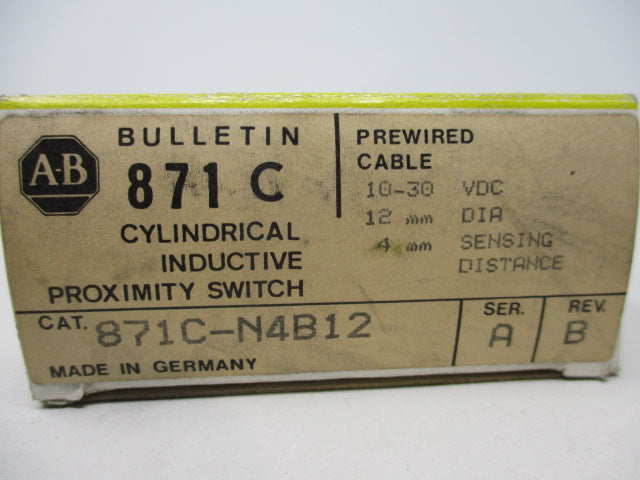 A-B
BULLETIN
871 C
CYLINDRICAL
INDUCTIVE
PROXIMITY SWITCH
PREWIRED
CABLE
10-30 VDC
12 mm DIA
4 mm SENSING
DISTANCE
CAT. 871C-N4B12
SER.
A
REV.
B
MADE IN GERMANY